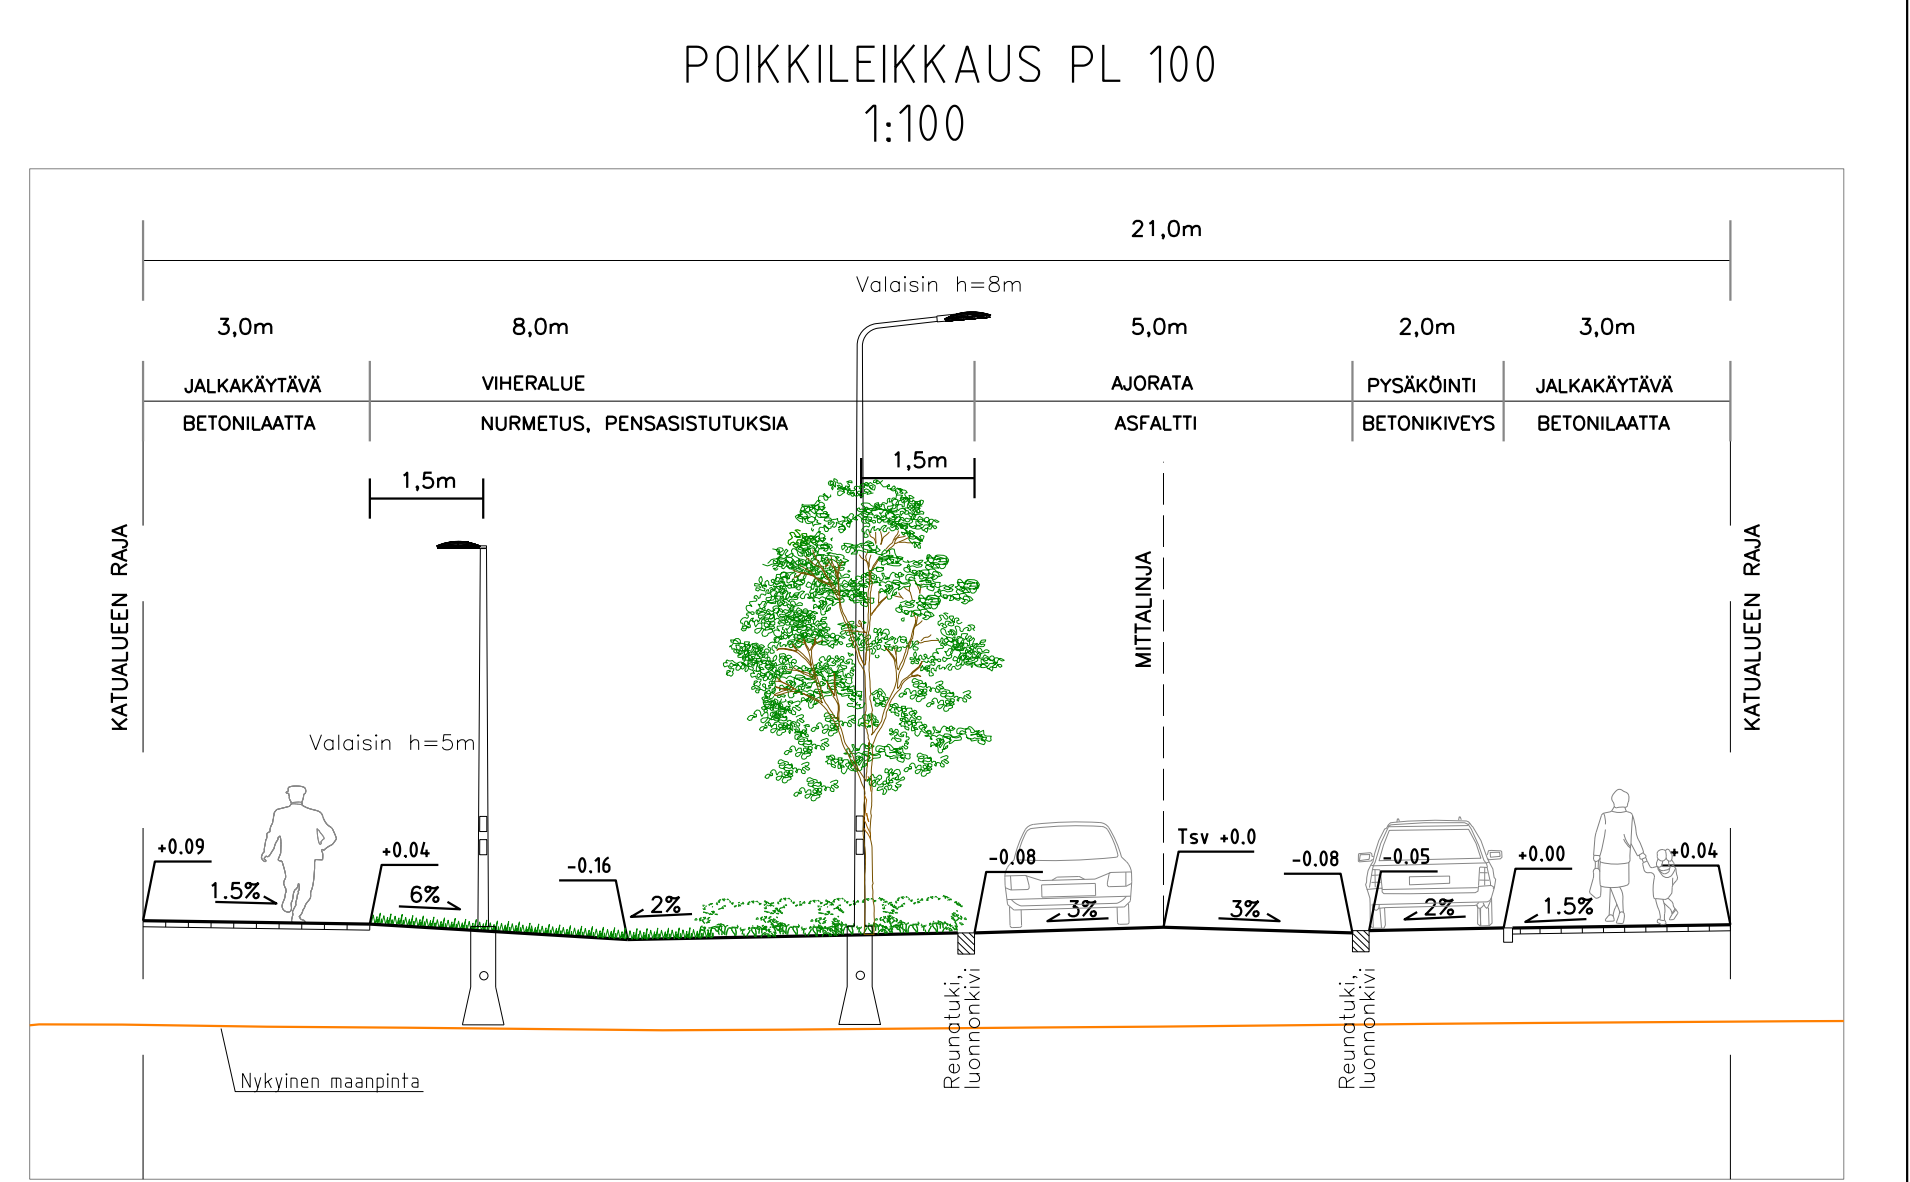 POIKKILEIKKAUS PL 100
1:100
21,0m
Valaisin h=8m
3,0m
8,0m
5,0m
2,0m
3,0m
JALKAKÄYTÄVÄ
VIHERALUE
AJORATA
PYSÄKÖINTI
JALKAKÄYTÄVÄ
BETONILAATTA
NURMETUS, PENSASISTUTUKSIA
ASFALTTI
BETONIKIVEYS
BETONILAATTA
1,5m
1,5m
KATUALUEEN RAJA
MITTALINJA
KATUALUEEN RAJA
Valaisin h=5m
+0.09
+0.04
-0.16
-0.08
Tsv +0.0
-0.08
-0.05
+0.00
+0.04
1.5%
6%
2%
3%
3%
2%
1.5%
Reunatuki,
luonnonkivi
Reunatuki,
luonnonkivi
Nykyinen maanpinta